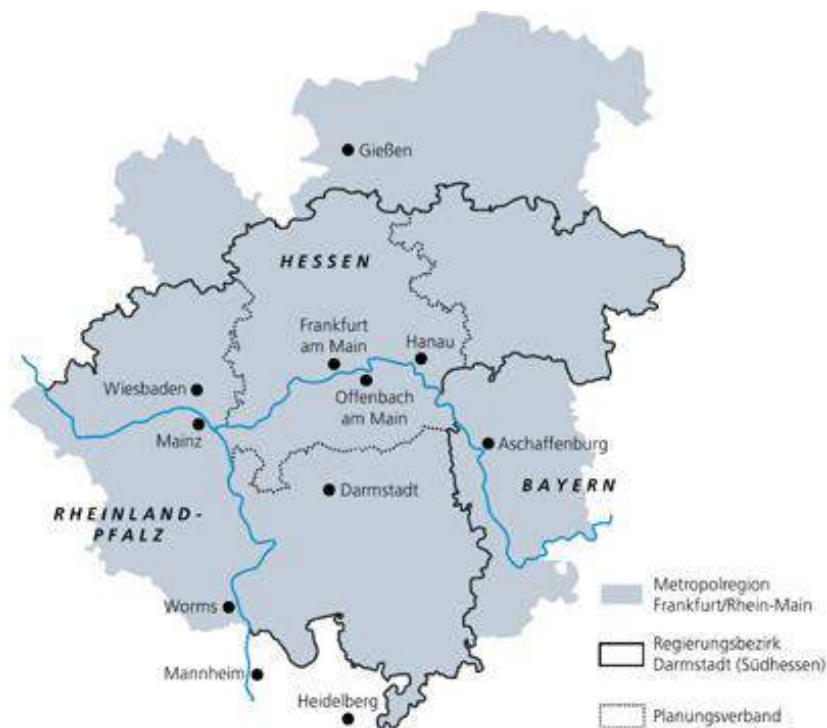 Gießen
HESSEN
Frankfurt
am Main
Hanau
Wiesbaden
Offenbach
am Main
Mainz
Aschaffenburg
Darmstadt
BAYERN
RHEINLAND-
PFALZ
Worms
Mannheim
Heidelberg
Metropolregion
Frankfurt/Rhein-Main
Regierungsbezirk
Darmstadt (Südhessen)
Planungsverband